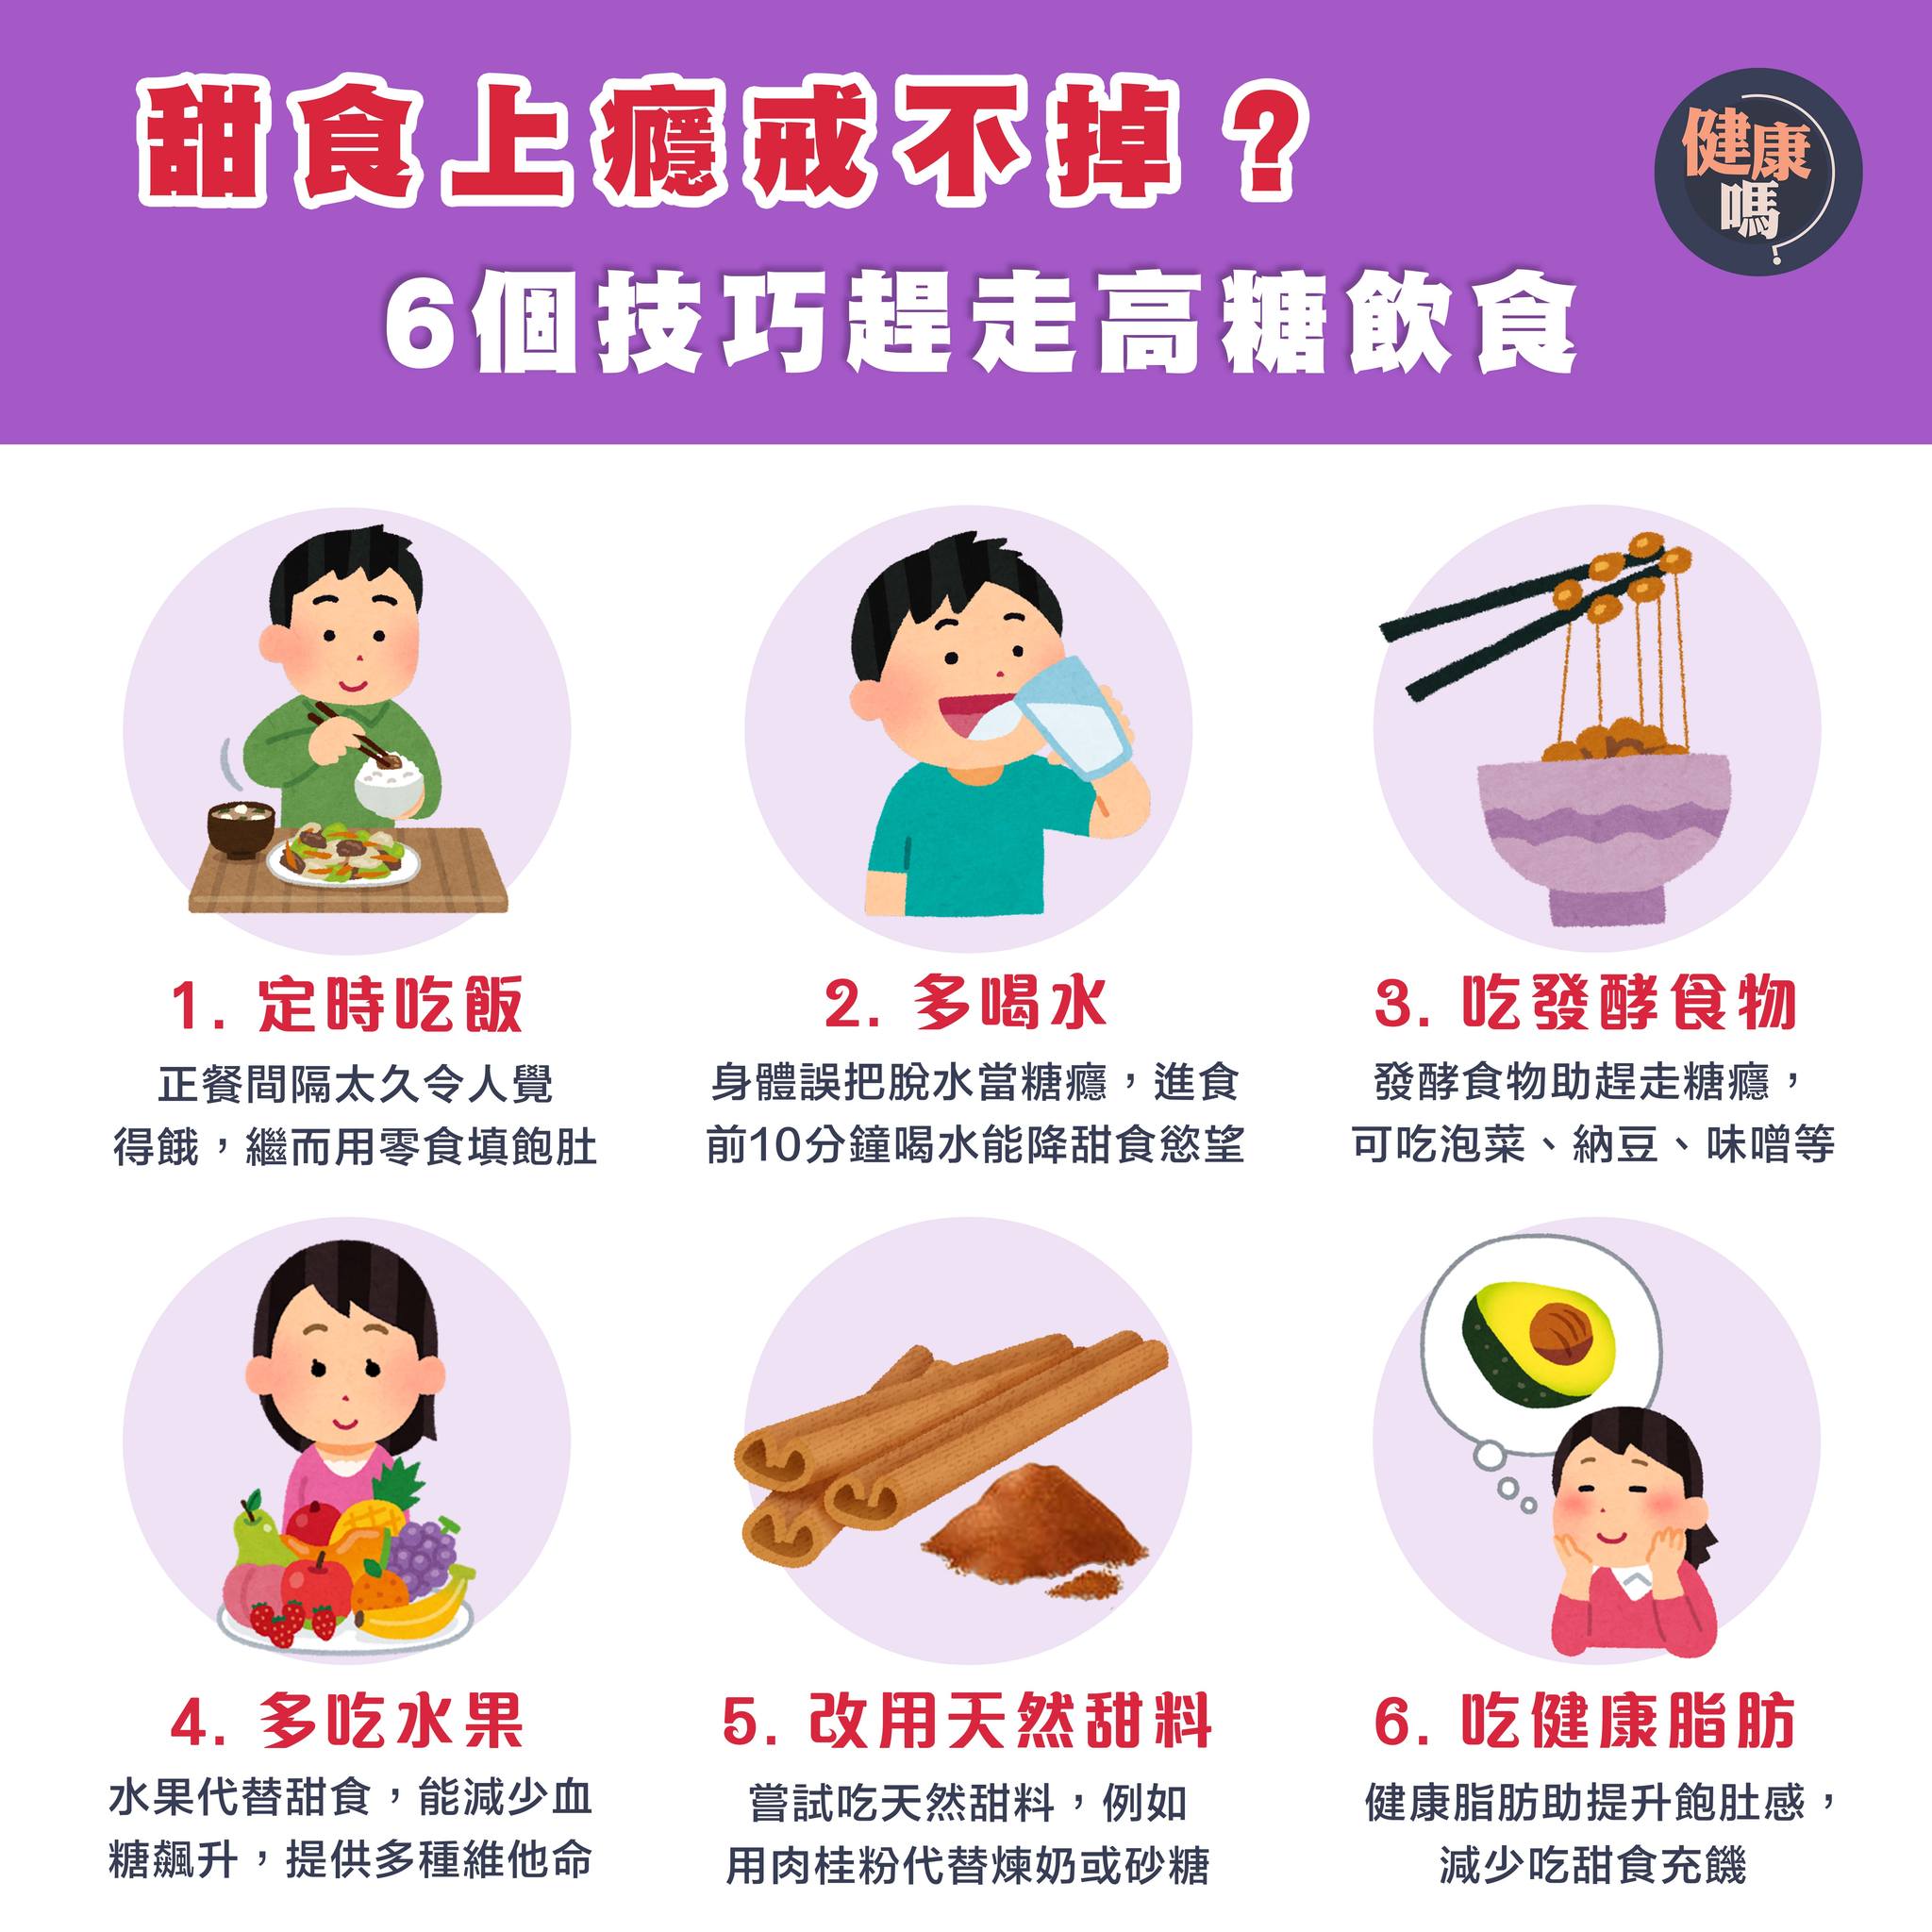 甜食上癮戒不掉？
健康
嗎?
6個技巧趕走高糖飲食
1. 定時吃飯
正餐間隔太久令人覺
得餓，繼而用零食填飽肚
2. 多喝水
身體誤把脫水當糖癮，進食
前10分鐘喝水能降甜食慾望
3. 吃發酵食物
發酵食物助趕走糖癮，
可吃泡菜、納豆、味噌等
4. 多吃水果
水果代替甜食，能減少血
糖飆升，提供多種維他命
5. 改用天然甜料
嘗試吃天然甜料，例如
用肉桂粉代替煉奶或砂糖
6. 吃健康脂肪
健康脂肪助提升飽肚感，
減少吃甜食充饑